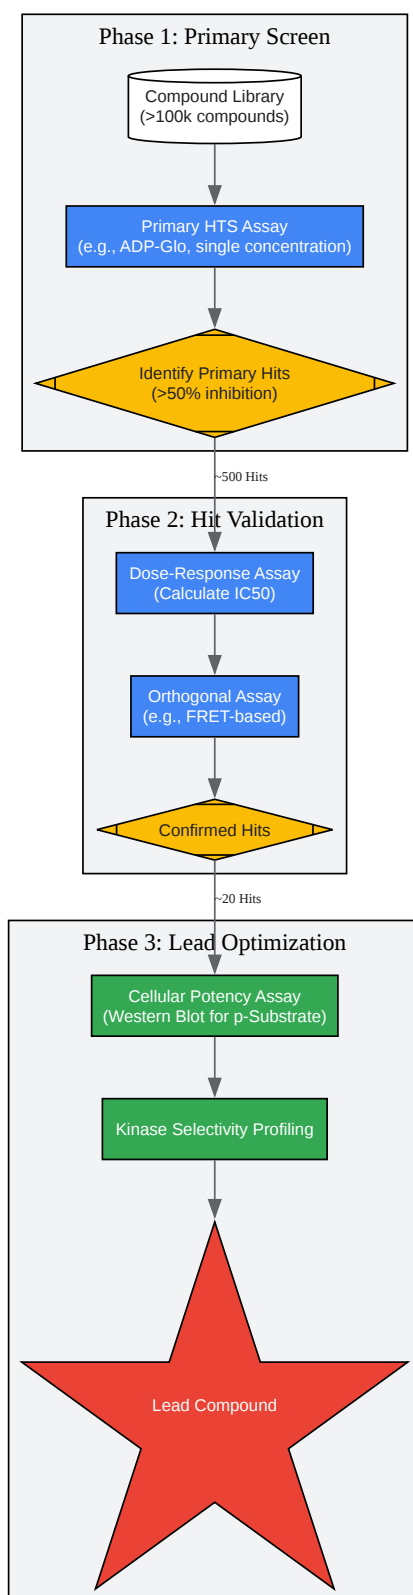 Phase 1: Primary Screen
Compound Library
(>100k compounds)
Primary HTS Assay
(e.g., ADP-Glo, single concentration)
Identify Primary Hits
(>50% inhibition)
~500 Hits
Phase 2: Hit Validation
Dose-Response Assay
(Calculate IC50)
Orthogonal Assay
(e.g., FRET-based)
Confirmed Hits
~20 Hits
Phase 3: Lead Optimization
Cellular Potency Assay
(Western Blot for p-Substrate)
Kinase Selectivity Profiling
Lead Compound